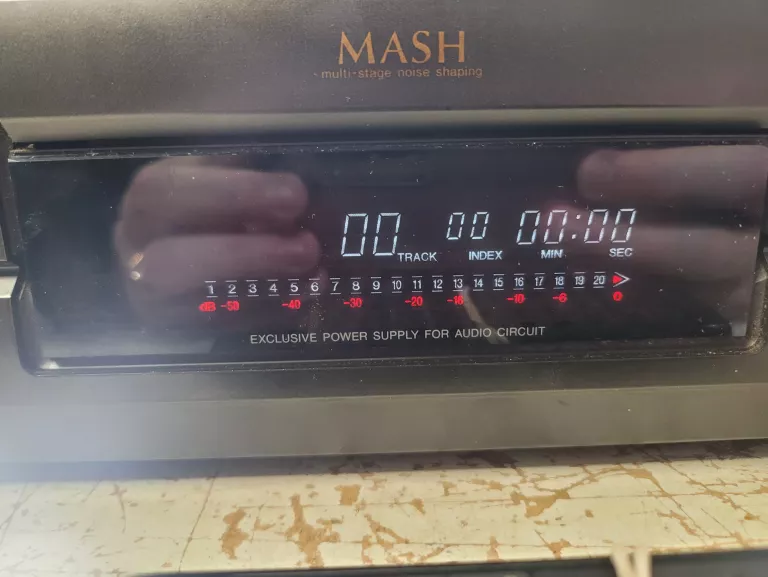 MASH
multi-stage noise shaping
00 TRACK 00 INDEX 00:00 MIN SEC
1 2 3 4 5 6 7 8 9 10 11 12 13 14 15 16 17 18 19 20
dB -50 -40 -30 -20 -10 -6 0
EXCLUSIVE POWER SUPPLY FOR AUDIO CIRCUIT